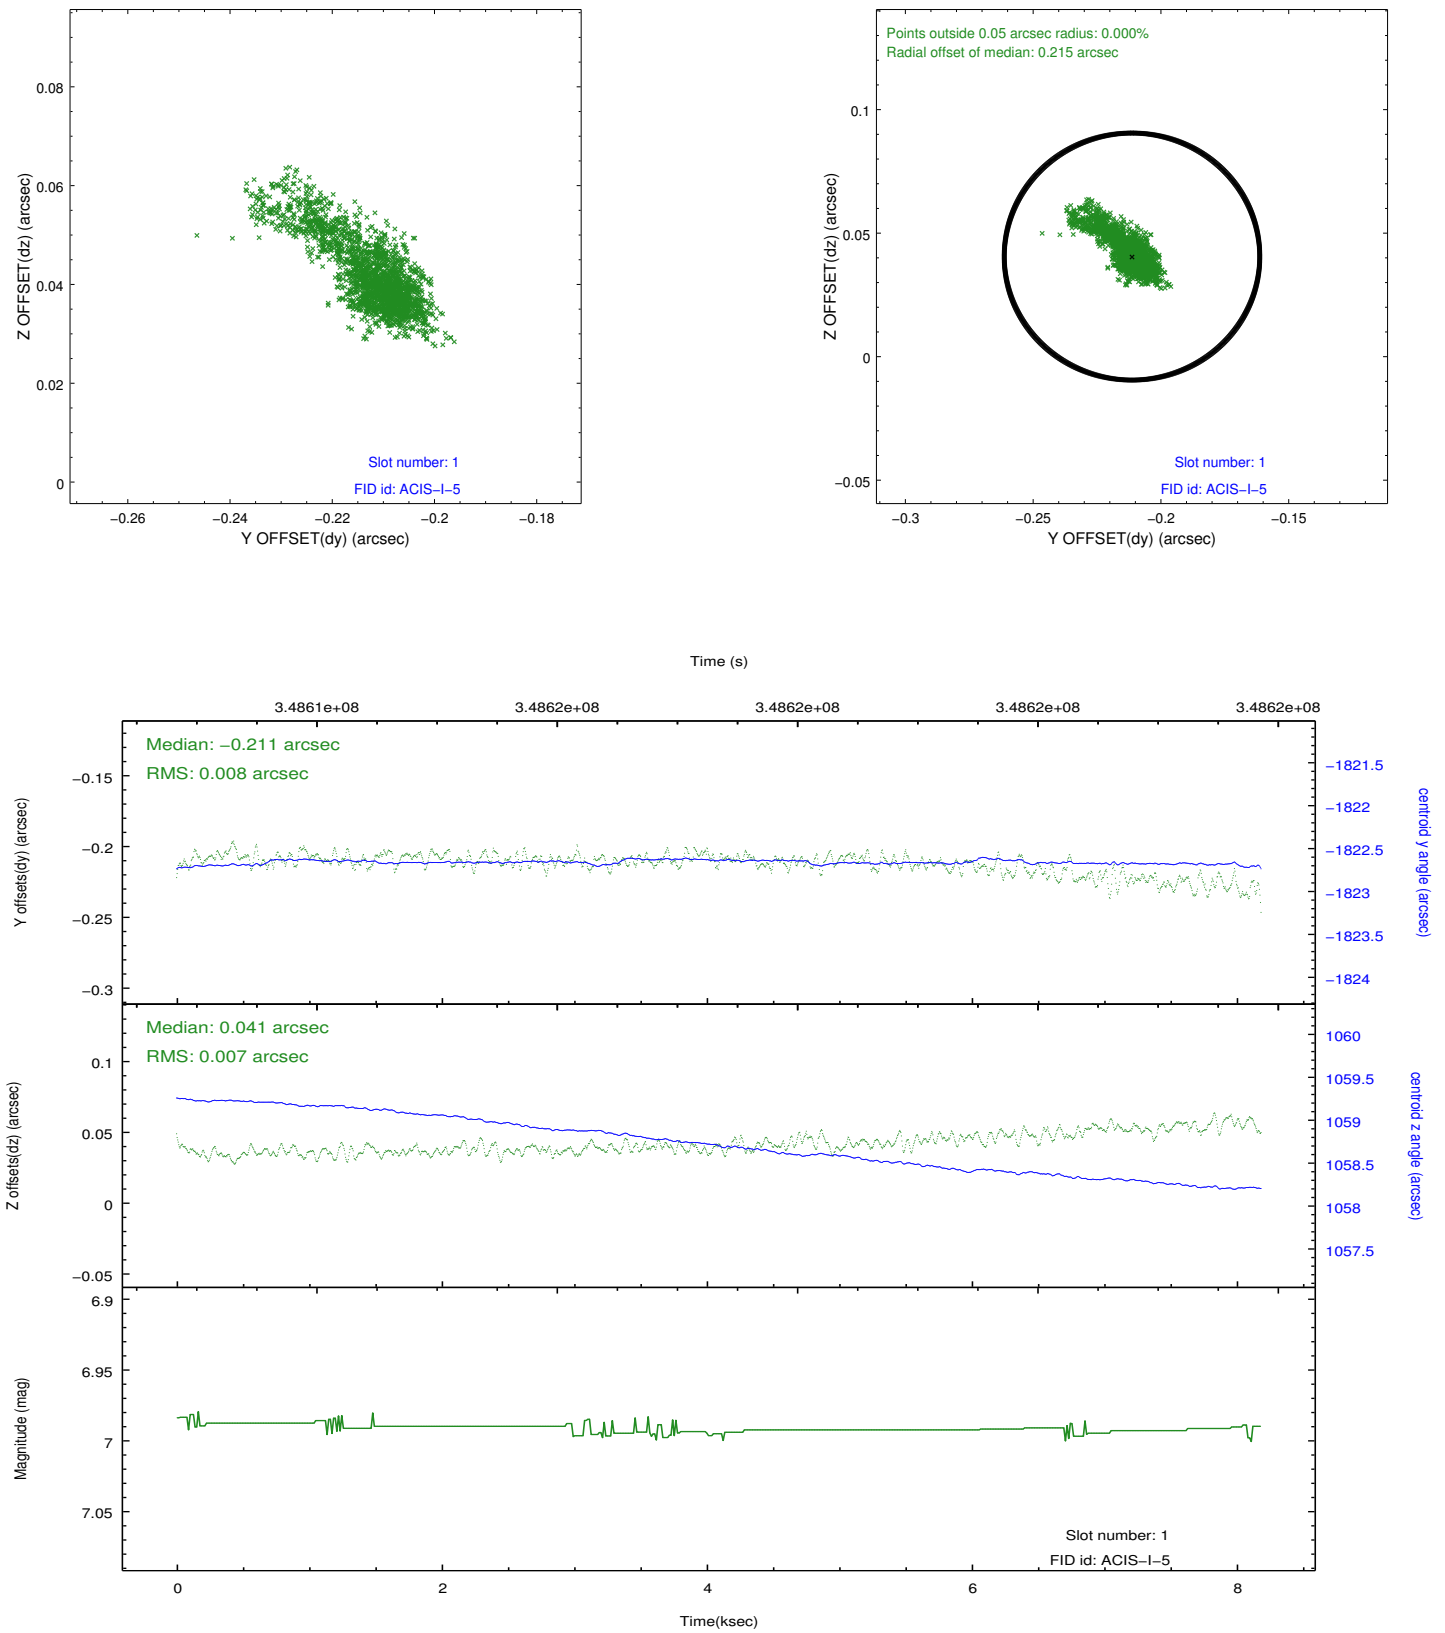 0.08
0.06
0.04
0.02
0
Z OFFSET(dz) (arcsec)
Slot number: 1
FID id: ACIS−I−5
−0.26
−0.24
−0.22
−0.2
−0.18
Y OFFSET(dy) (arcsec)
Points outside 0.05 arcsec radius: 0.000%
Radial offset of median: 0.215 arcsec
0.1
0.05
0
−0.05
Z OFFSET(dz) (arcsec)
Slot number: 1
FID id: ACIS−I−5
−0.3
−0.25
−0.2
−0.15
Y OFFSET(dy) (arcsec)
Time (s)
3.4861e+08
3.4862e+08
3.4862e+08
3.4862e+08
3.4862e+08
Median: −0.211 arcsec
RMS: 0.008 arcsec
−0.15
−0.2
−0.25
−0.3
Y offsets(dy) (arcsec)
−1821.5
−1822
−1822.5
−1823
−1823.5
−1824
centroid y angle (arcsec)
Median: 0.041 arcsec
RMS: 0.007 arcsec
0.1
0.05
0
−0.05
Z offsets(dz) (arcsec)
1060
1059.5
1059
1058.5
1058
1057.5
centroid z angle (arcsec)
6.9
6.95
7
7.05
Magnitude (mag)
Slot number: 1
FID id: ACIS−I−5
0
2
4
6
8
Time(ksec)